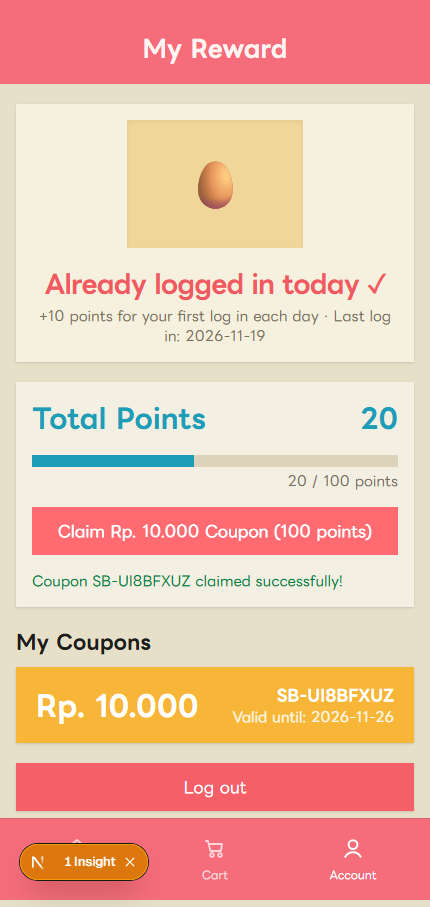 My Reward
Already logged in today ✓
+10 points for your first log in each day · Last log
in: 2026-11-19
Total Points 20
20 / 100 points
Claim Rp. 10.000 Coupon (100 points)
Coupon SB-UI8BFXUZ claimed successfully!
My Coupons
Rp. 10.000
SB-UI8BFXUZ
Valid until: 2026-11-26
Log out
N 1 Insight ×
Cart
Account